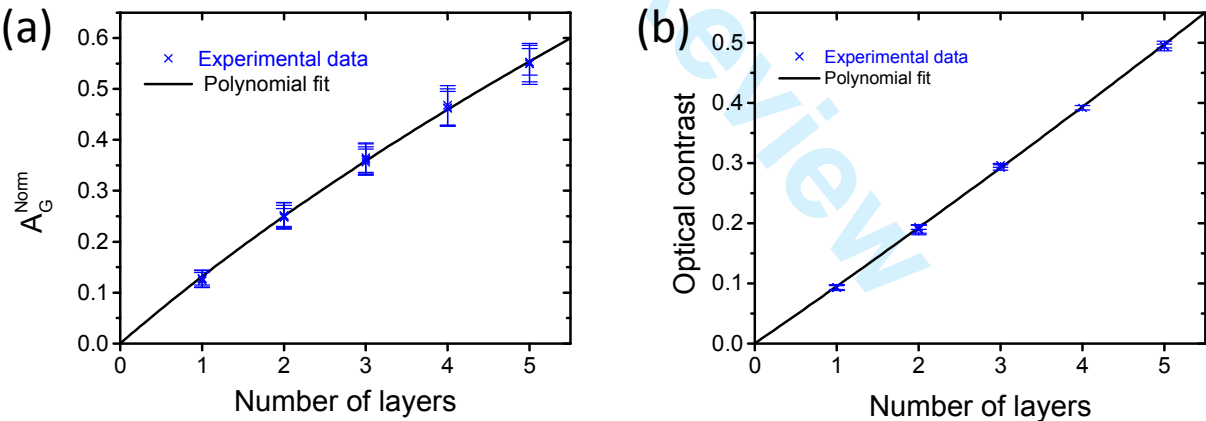 (a)
0.6
0.5
0.4
0.3
0.2
0.1
0.0
A_G^Norm
× Experimental data
Polynomial fit
0 1 2 3 4 5
Number of layers
(b)
0.5
0.4
0.3
0.2
0.1
0.0
Optical contrast
× Experimental data
Polynomial fit
0 1 2 3 4 5
Number of layers
Review